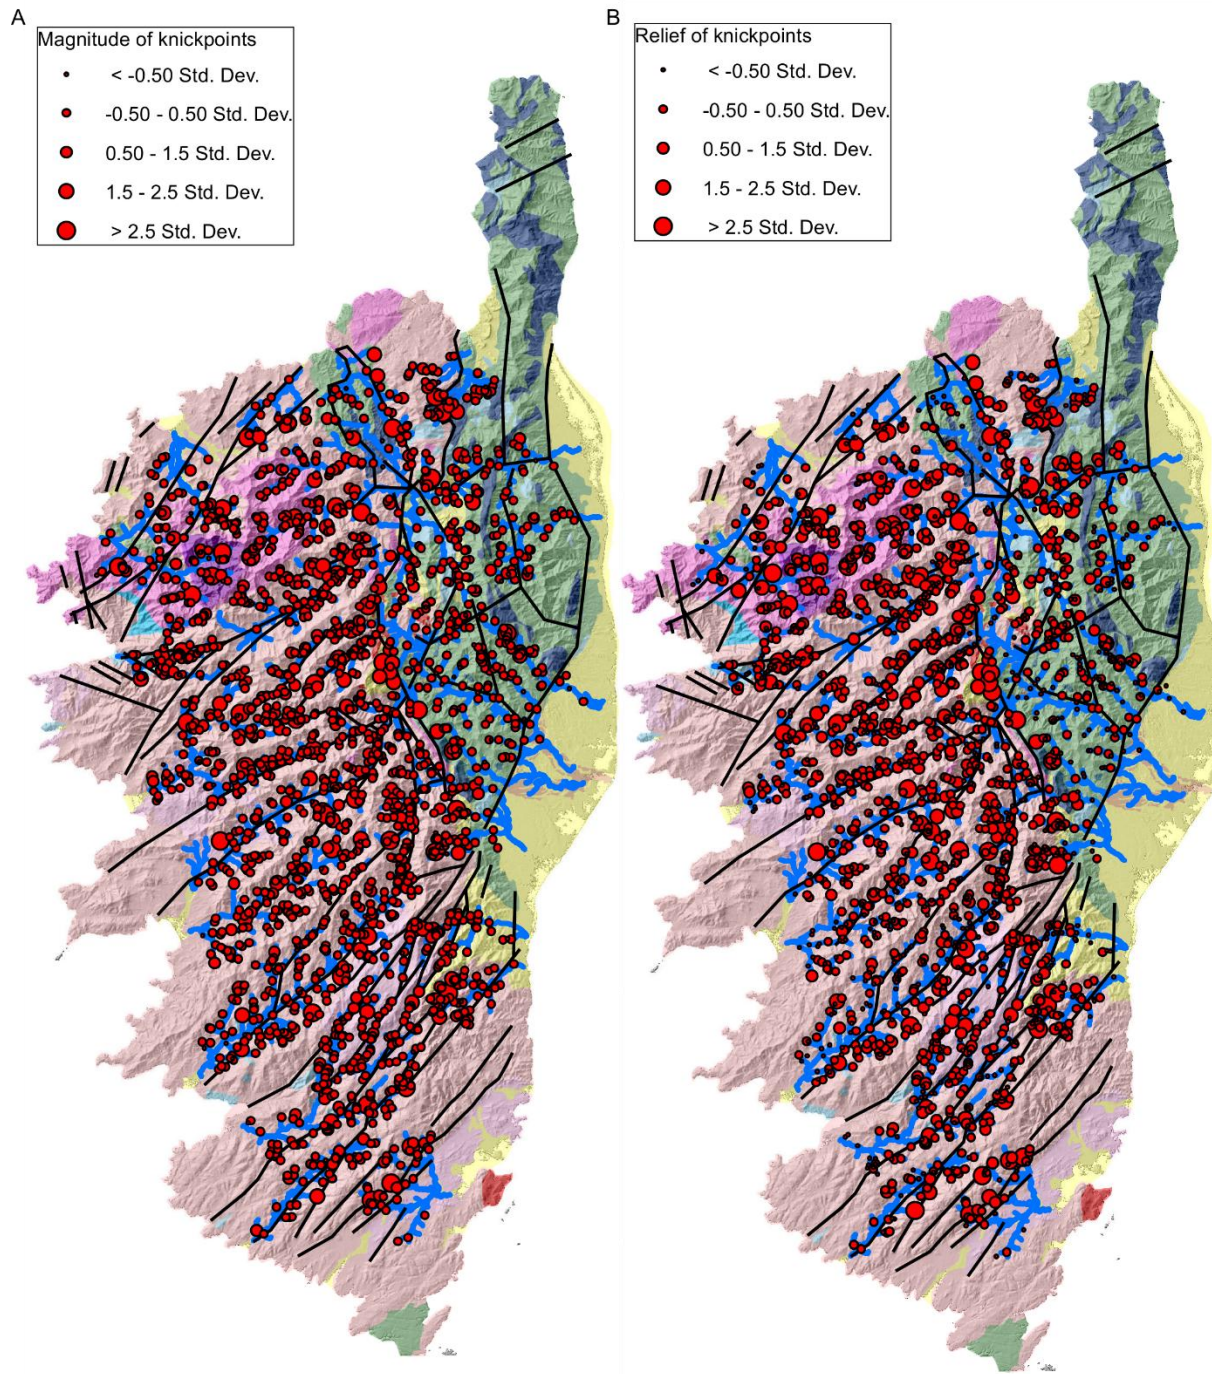 A
Magnitude of knickpoints
< -0.50 Std. Dev.
-0.50 - 0.50 Std. Dev.
0.50 - 1.5 Std. Dev.
1.5 - 2.5 Std. Dev.
> 2.5 Std. Dev.
B
Relief of knickpoints
< -0.50 Std. Dev.
-0.50 - 0.50 Std. Dev.
0.50 - 1.5 Std. Dev.
1.5 - 2.5 Std. Dev.
> 2.5 Std. Dev.